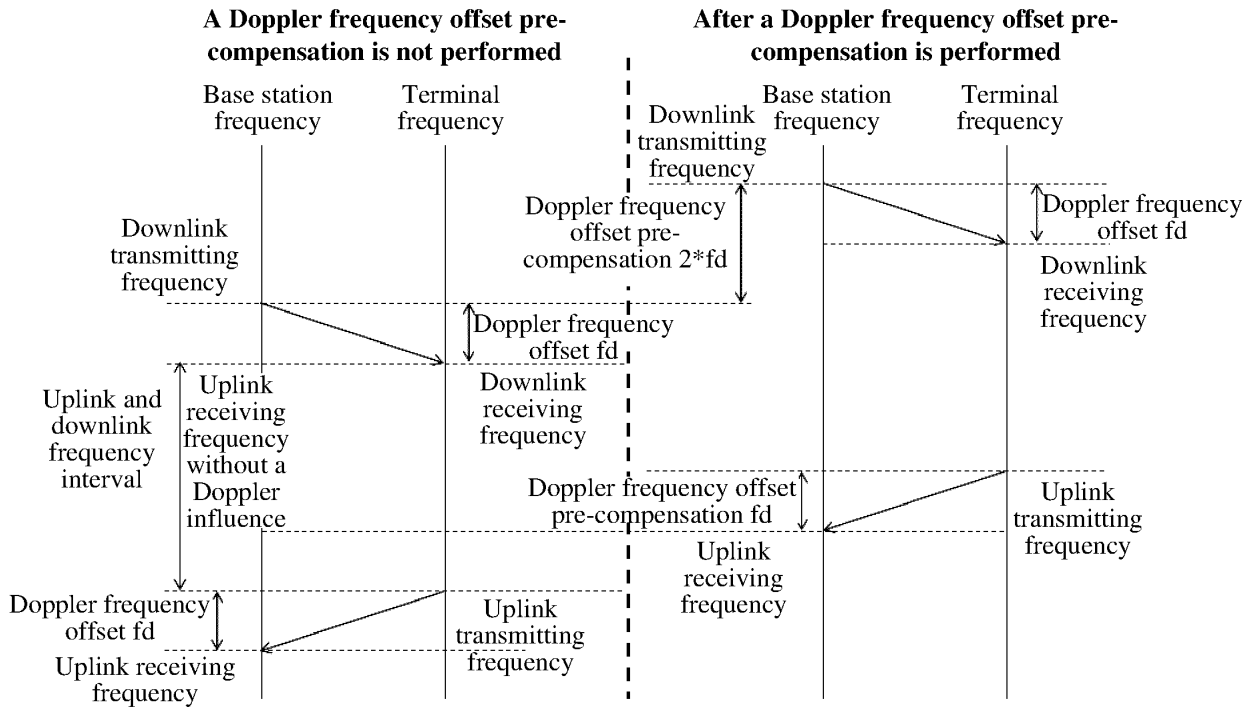 A Doppler frequency offset pre-
compensation is not performed
Base station
frequency
Terminal
frequency
Downlink
transmitting
frequency
Doppler frequency
offset fd
Downlink
receiving
frequency
Uplink and
downlink
frequency
interval
Uplink
receiving
frequency
without a
Doppler
influence
Doppler frequency
offset fd
Uplink receiving
frequency
Uplink
transmitting
frequency
After a Doppler frequency offset pre-
compensation is performed
Base station
frequency
Terminal
frequency
Downlink
transmitting
frequency
Doppler frequency
offset pre-
compensation 2*fd
Doppler frequency
offset fd
Downlink
receiving
frequency
Doppler frequency offset
pre-compensation fd
Uplink
receiving
frequency
Uplink
transmitting
frequency